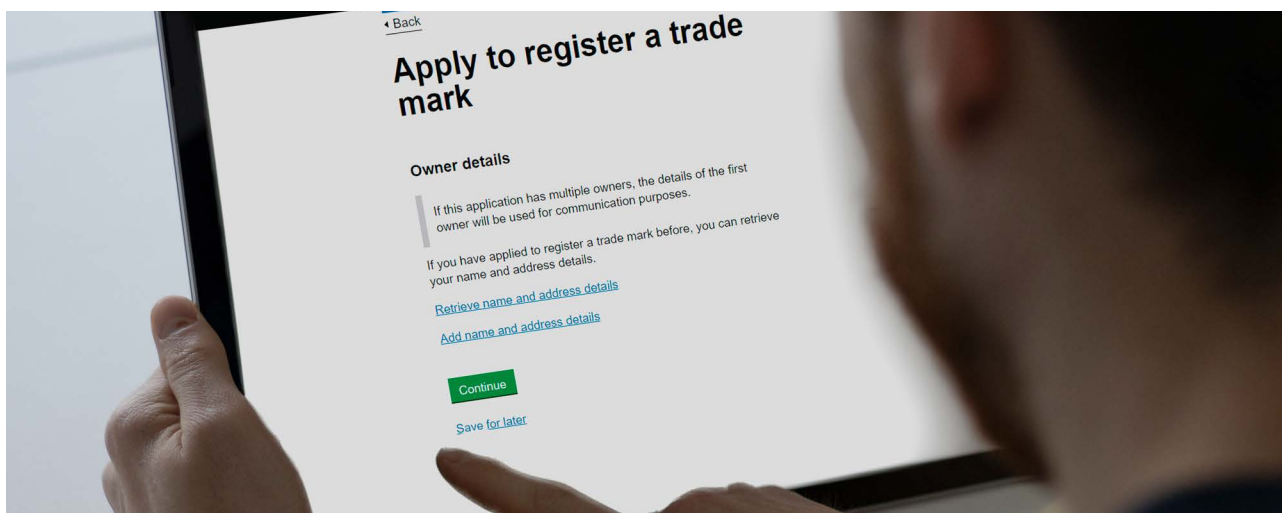 Back
Apply to register a trade
mark
Owner details
If this application has multiple owners, the details of the first
owner will be used for communication purposes.
If you have applied to register a trade mark before, you can retrieve
your name and address details.
Retrieve name and address details
Add name and address details
Continue
Save for later